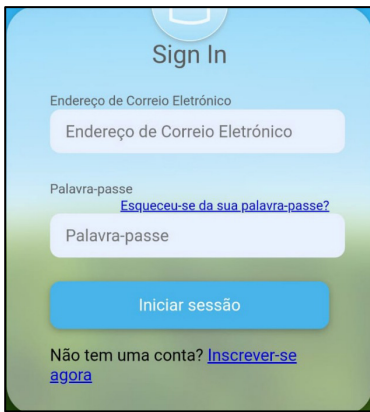 Sign In
Endereço de Correio Eletrónico
Endereço de Correio Eletrónico
Palavra-passe
Esqueceu-se da sua palavra-passe?
Palavra-passe
Iniciar sessão
Não tem uma conta? Inscrever-se
agora